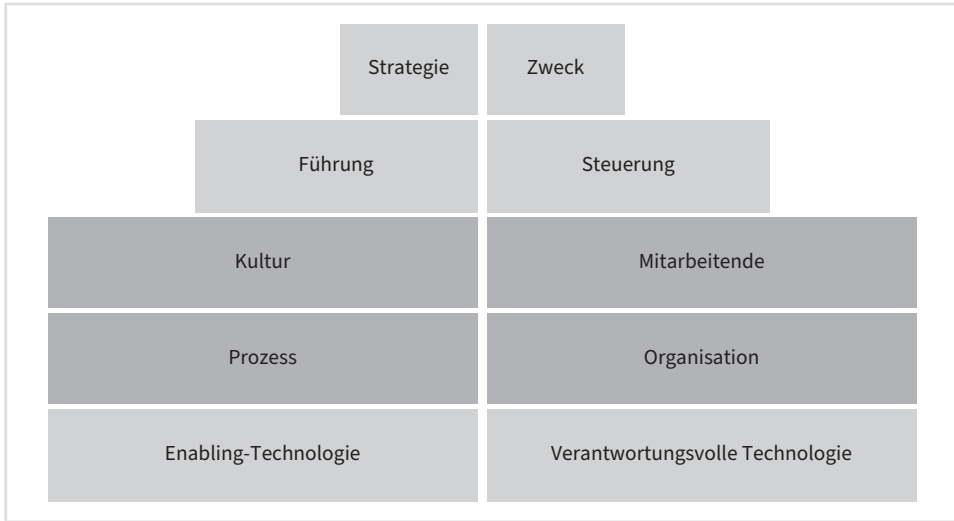 Strategie
Zweck
Führung
Steuerung
Kultur
Mitarbeitende
Prozess
Organisation
Enabling-Technologie
Verantwortungsvolle Technologie